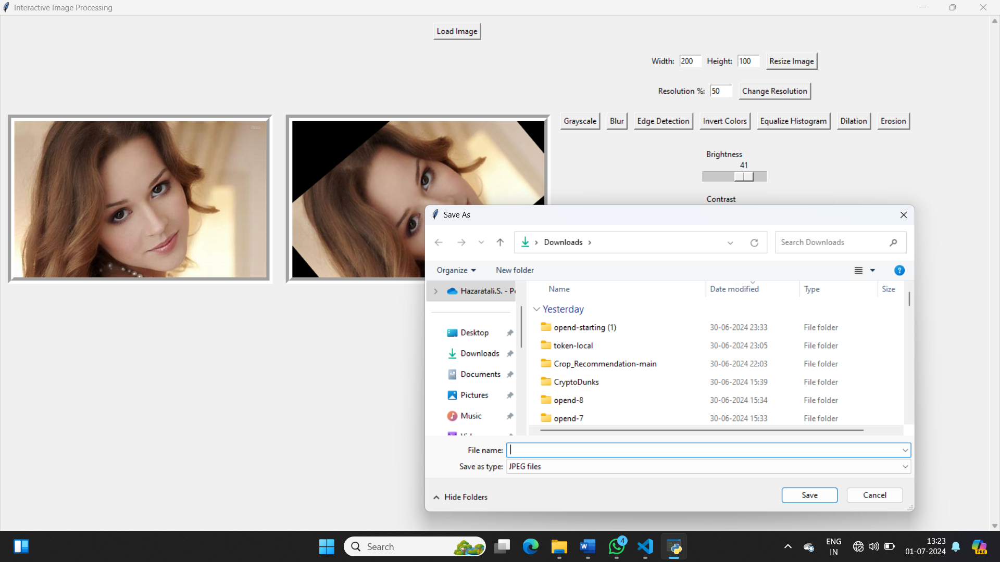 Interactive Image Processing
Load Image
Width: 200 Height: 100 Resize Image
Resolution %: 50 Change Resolution
Grayscale Blur Edge Detection Invert Colors Equalize Histogram Dilation Erosion
Brightness
41
Contrast
Save As
Downloads
Search Downloads
Organize New folder
Hazaratali.S. - P
Desktop
Downloads
Documents
Pictures
Music
Name Date modified Type Size
Yesterday
opend-starting (1) 30-06-2024 23:33 File folder
token-local 30-06-2024 23:05 File folder
Crop_Recommendation-main 30-06-2024 22:03 File folder
CryptoDunks 30-06-2024 15:39 File folder
opend-8 30-06-2024 15:34 File folder
opend-7 30-06-2024 15:33 File folder
File name:
Save as type: JPEG files
Hide Folders Save Cancel
Search
4
ENG
IN
13:23
01-07-2024
PRE